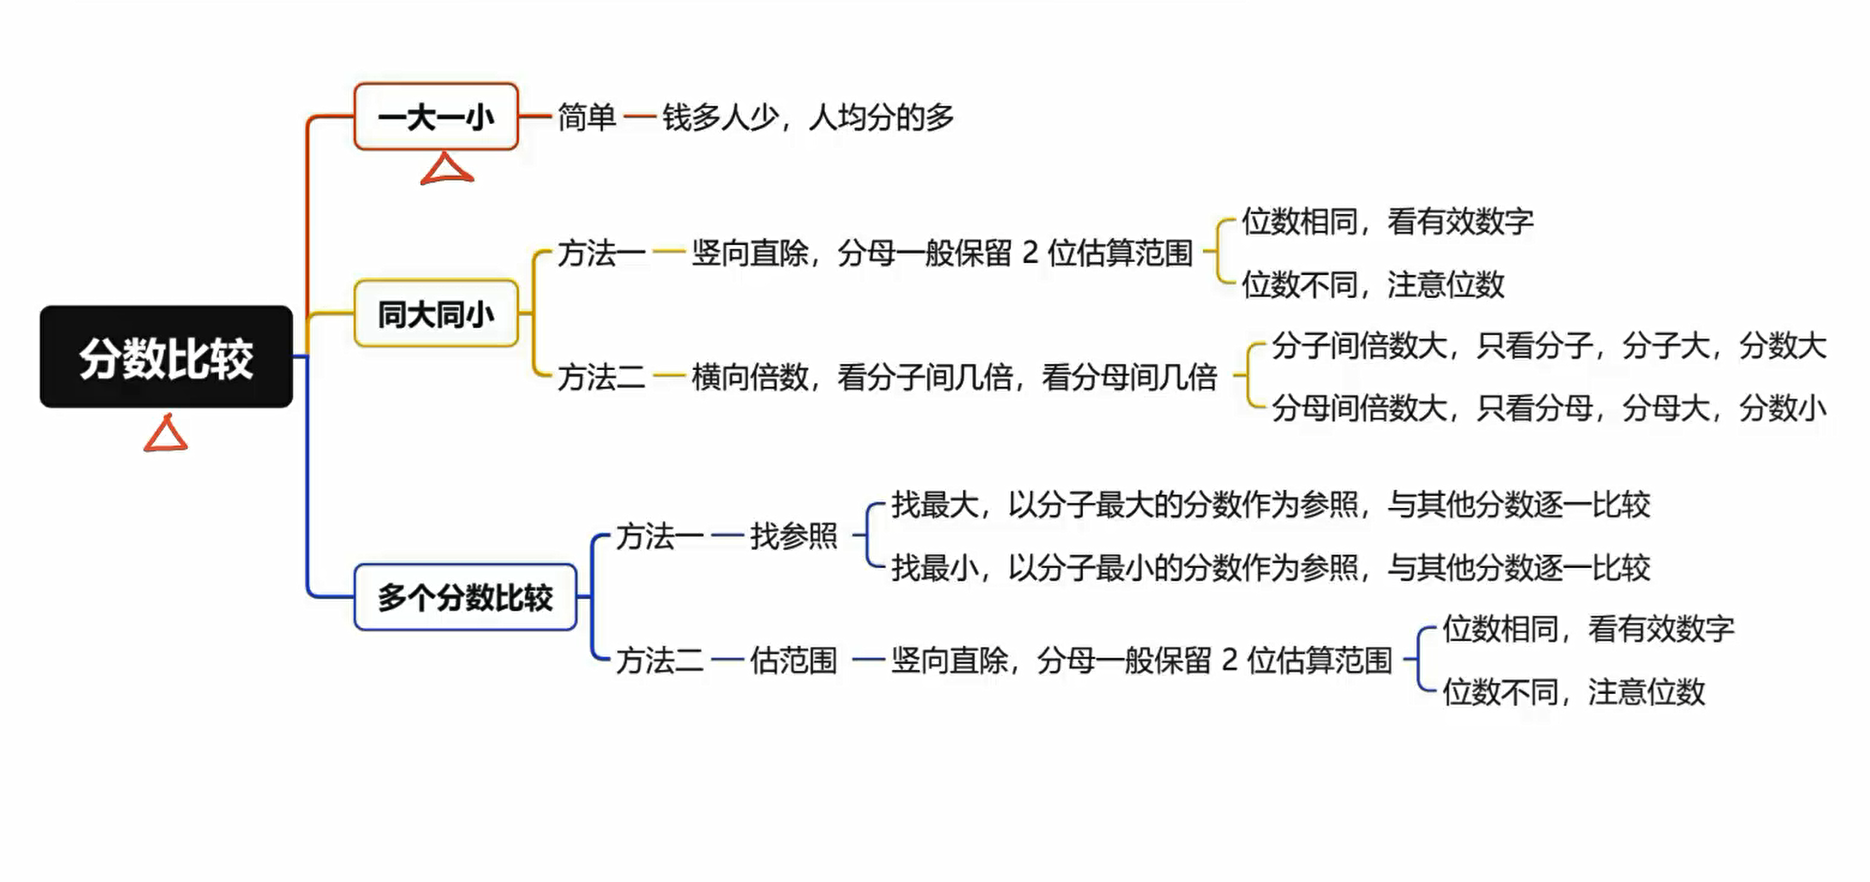 分数比较
一大一小
简单
钱多人少，人均分的多
同大同小
方法一
竖向直除，分母一般保留 2 位估算范围
位数相同，看有效数字
位数不同，注意位数
方法二
横向倍数，看分子间几倍，看分母间几倍
分子间倍数大，只看分子，分子大，分数大
分母间倍数大，只看分母，分母大，分数小
多个分数比较
方法一
找参照
找最大，以分子最大的分数作为参照，与其他分数逐一比较
找最小，以分子最小的分数作为参照，与其他分数逐一比较
方法二
估范围
竖向直除，分母一般保留 2 位估算范围
位数相同，看有效数字
位数不同，注意位数